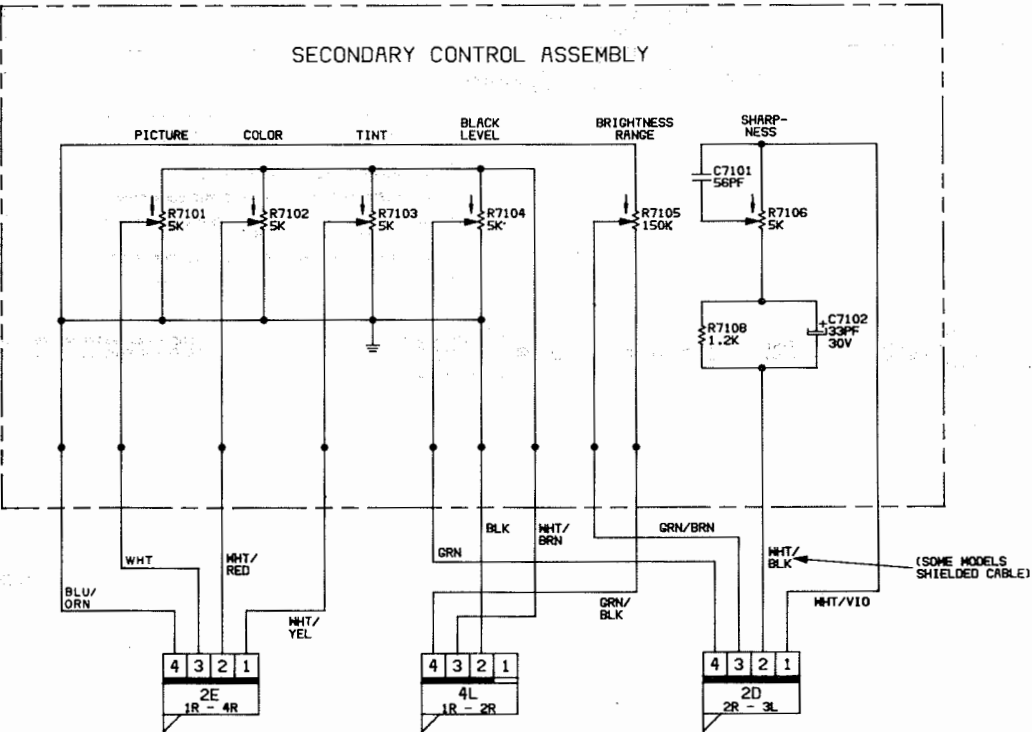 SECONDARY CONTROL ASSEMBLY
PICTURE
COLOR
TINT
BLACK
LEVEL
BRIGHTNESS
RANGE
SHARP-
NESS
C7101
56PF
R7101
5K
R7102
5K
R7103
5K
R7104
5K
R7105
150K
R7106
5K
R7108
1.2K
+
C7102
33PF
30V
BLU/
ORN
WHT
WHT/
RED
WHT/
YEL
GRN
BLK
WHT/
BRN
GRN/
BLK
GRN/BRN
WHT/
BLK
(SOME MODELS
SHIELDED CABLE)
WHT/VIO
4 3 2 1
2E
1R - 4R
4 3 2 1
4L
1R - 2R
4 3 2 1
2D
2R - 3L